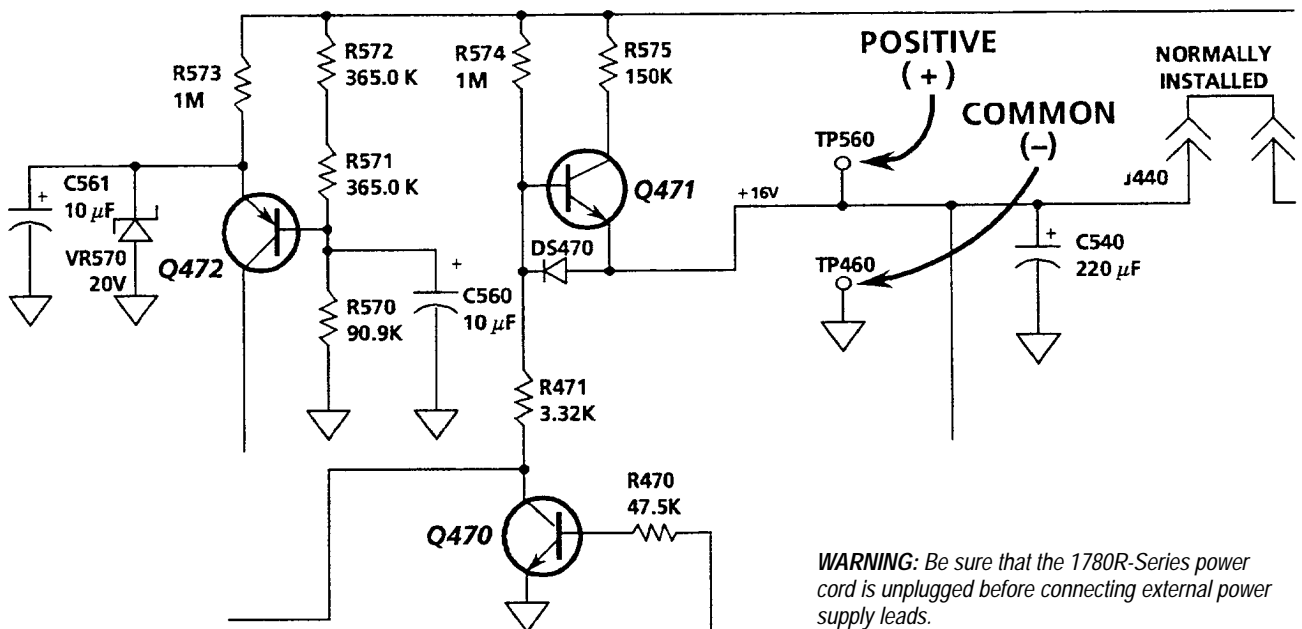 R573
1M
R572
365.0 K
R574
1M
R575
150K
POSITIVE
(+)
NORMALLY
INSTALLED
COMMON
(–)
R571
365.0 K
TP560
C561
+
10 µF
Q471
J440
+16V
VR570
20V
Q472
DS470
+
C540
220 µF
TP460
R570
90.9K
+
C560
10 µF
R471
3.32K
R470
47.5K
Q470
WARNING: Be sure that the 1780R-Series power
cord is unplugged before connecting external power
supply leads.